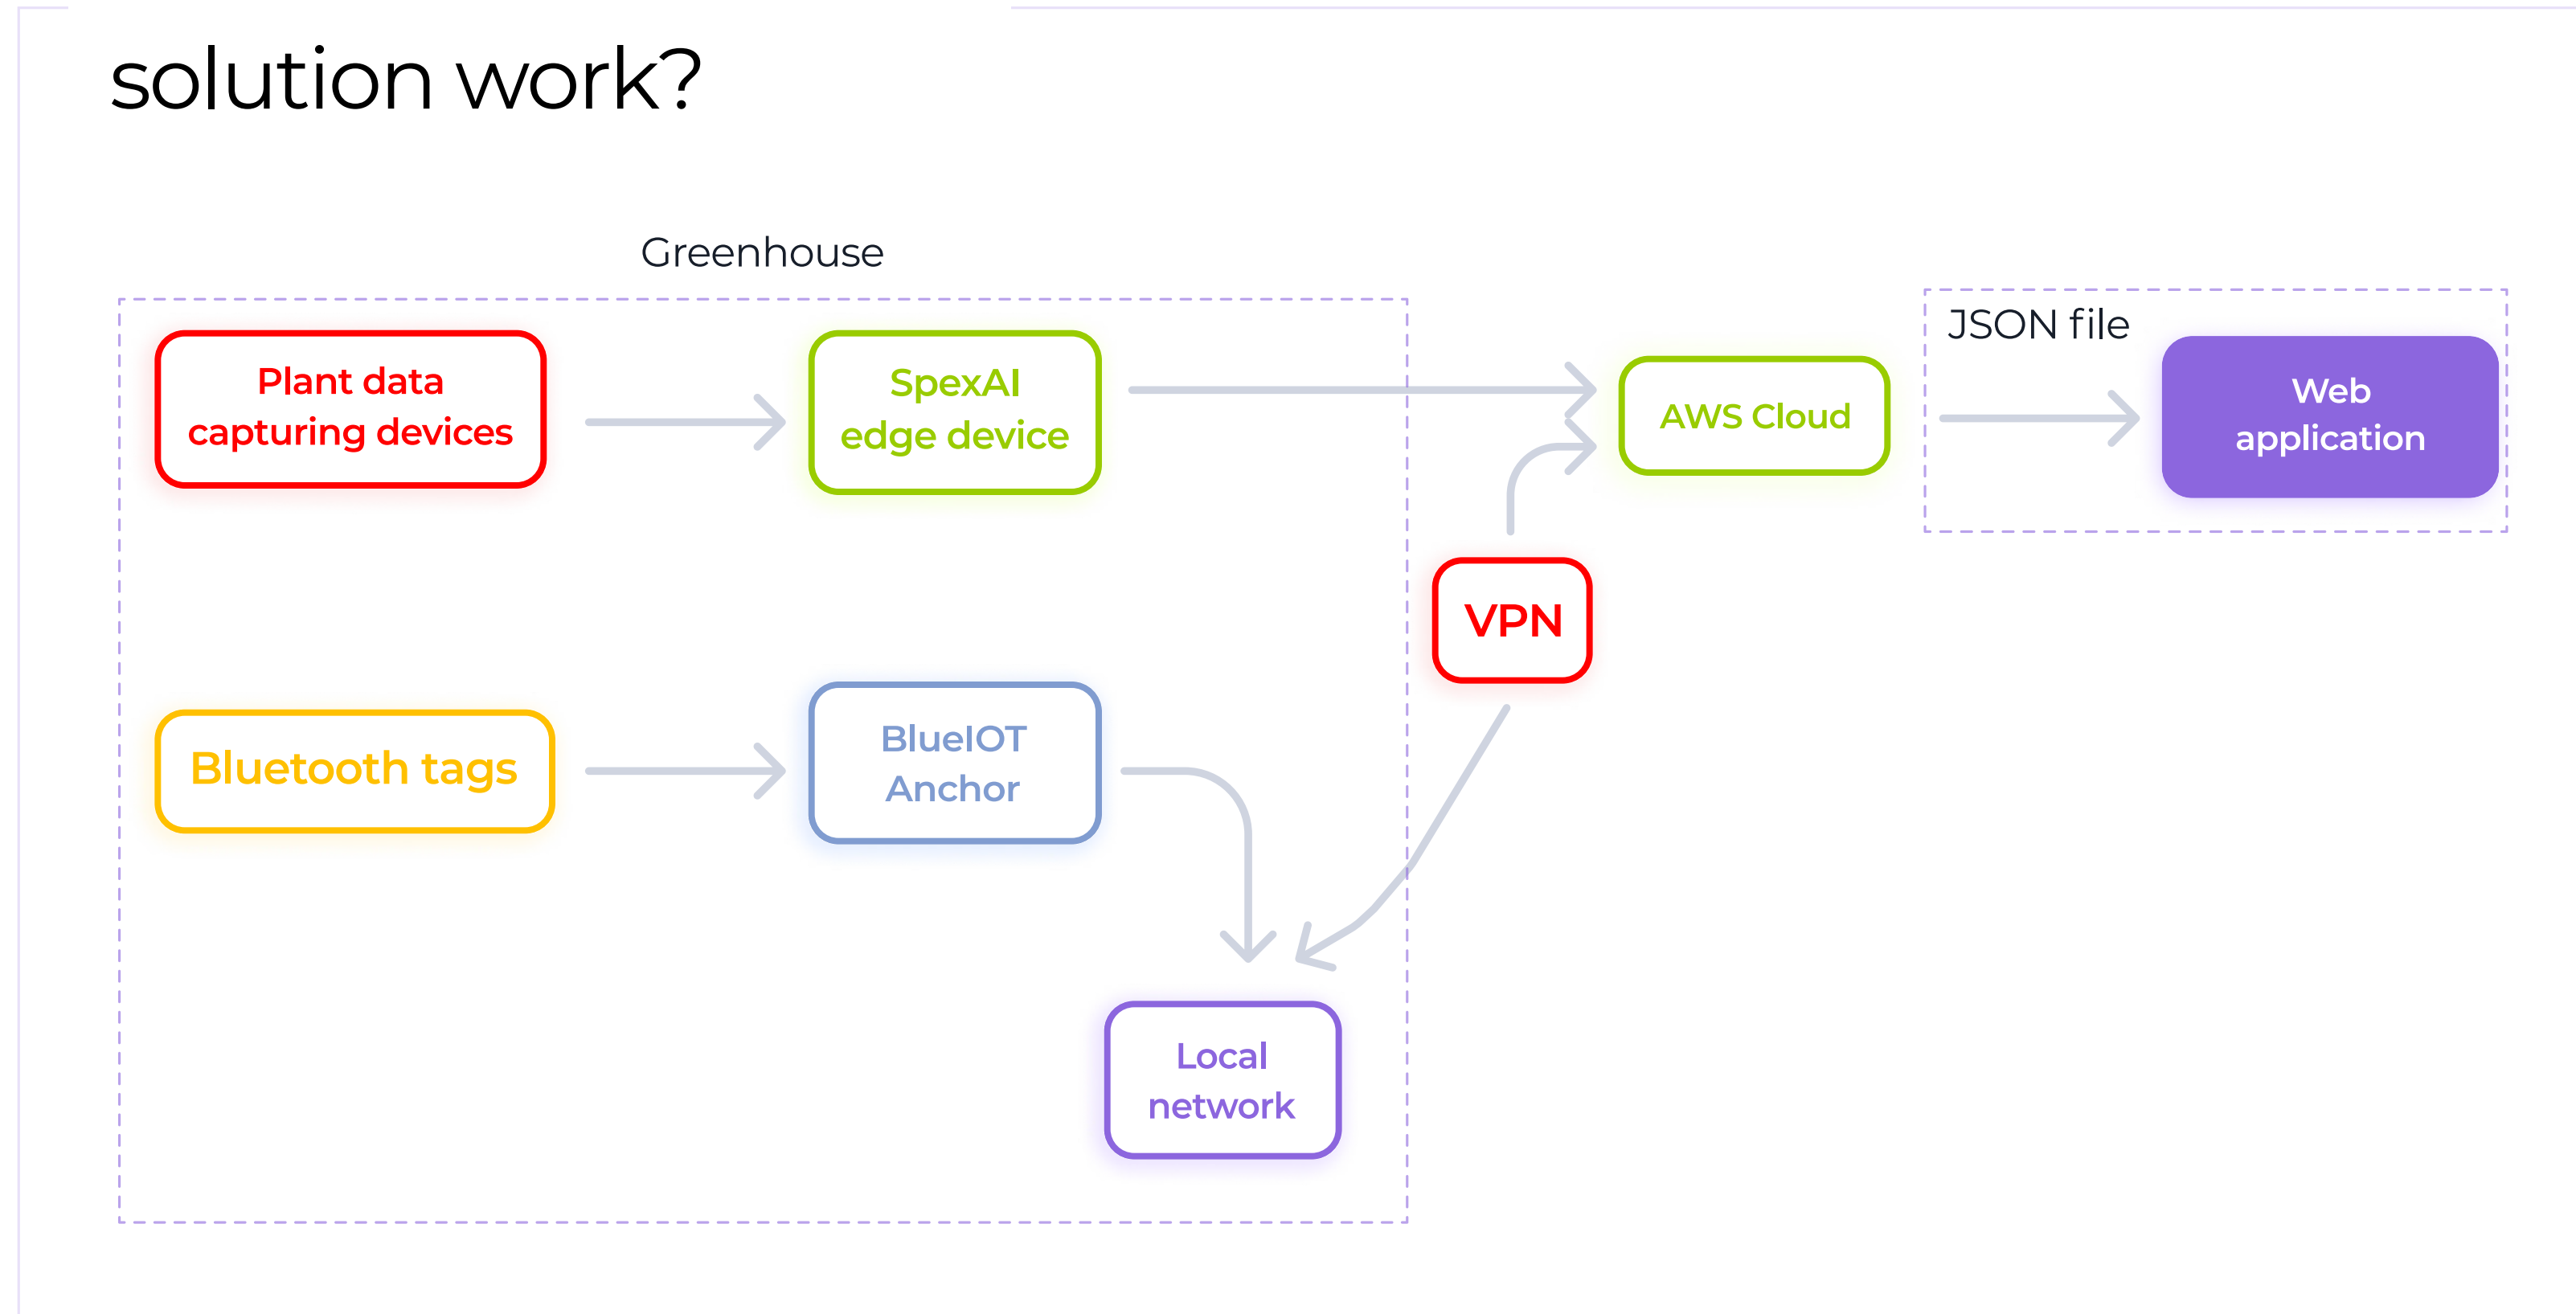 solution work?
Greenhouse
JSON file
Plant data
capturing devices
SpexAI
edge device
AWS Cloud
Web
application
VPN
Bluetooth tags
BlueIOT
Anchor
Local
network